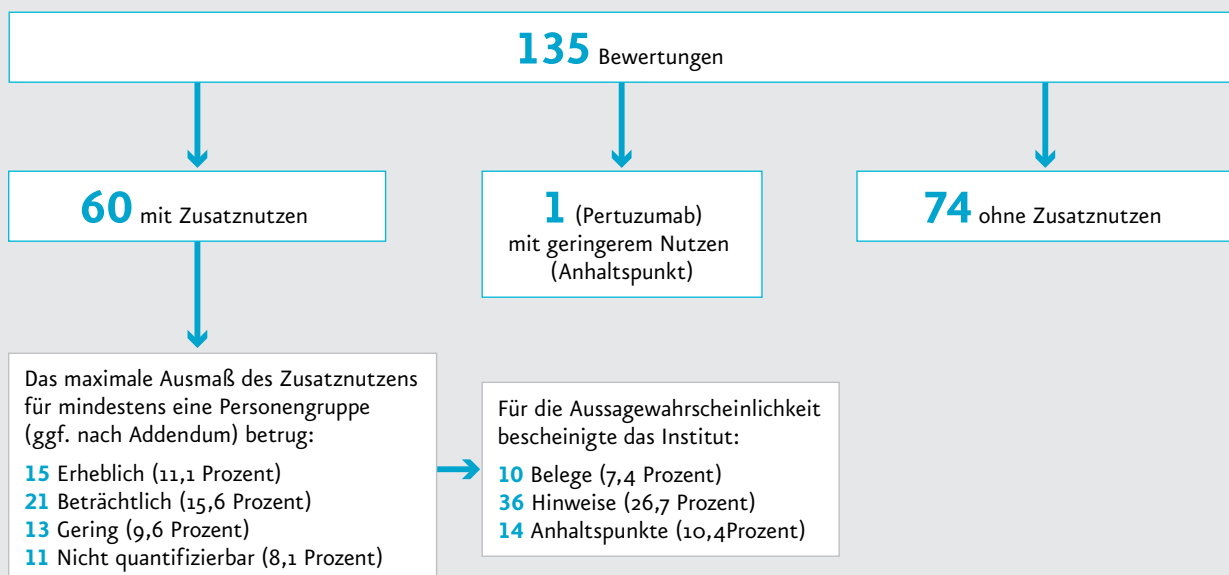 135 Bewertungen
60 mit Zusatznutzen
1 (Pertuzumab)
mit geringerem Nutzen
(Anhaltspunkt)
74 ohne Zusatznutzen
Das maximale Ausmaß des Zusatznutzens
für mindestens eine Personengruppe
(ggf. nach Addendum) betrug:
15 Erheblich (11,1 Prozent)
21 Beträchtlich (15,6 Prozent)
13 Gering (9,6 Prozent)
11 Nicht quantifizierbar (8,1 Prozent)
Für die Aussagewahrscheinlichkeit
bescheinigte das Institut:
10 Belege (7,4 Prozent)
36 Hinweise (26,7 Prozent)
14 Anhaltspunkte (10,4Prozent)